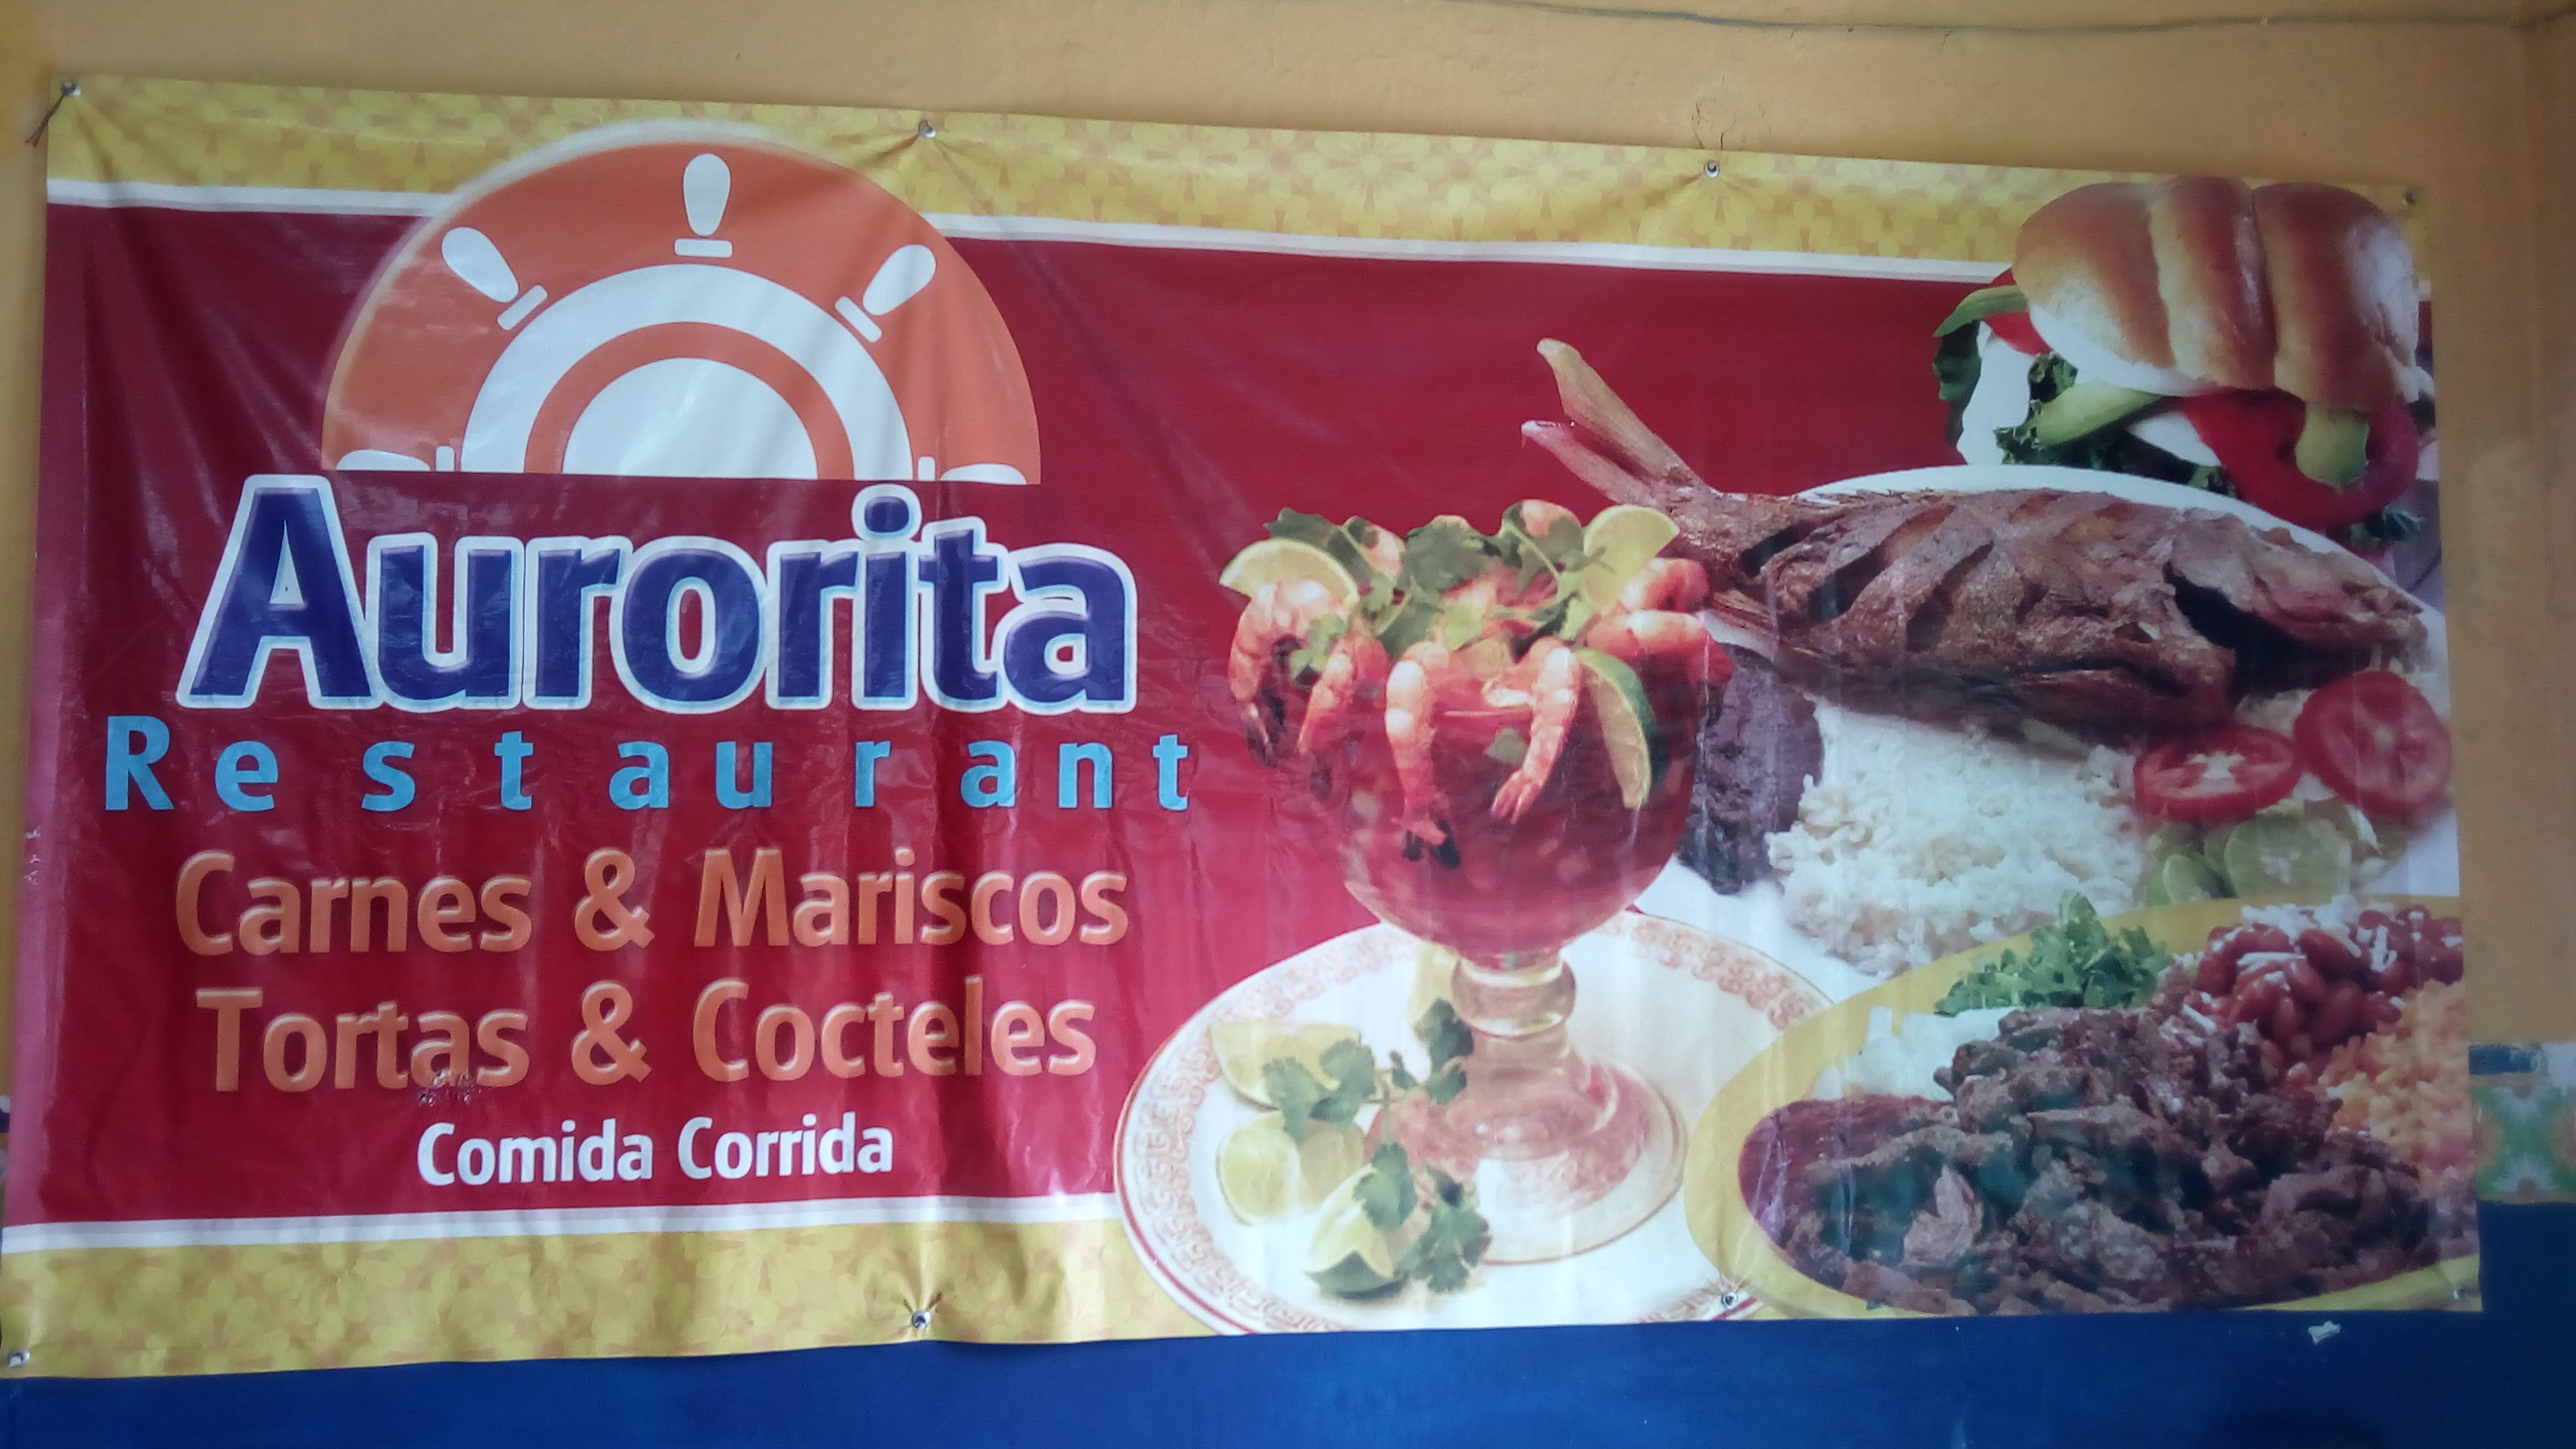 Aurorita
Restaurant
Carnes & Mariscos
Tortas & Cocteles
Comida Corrida